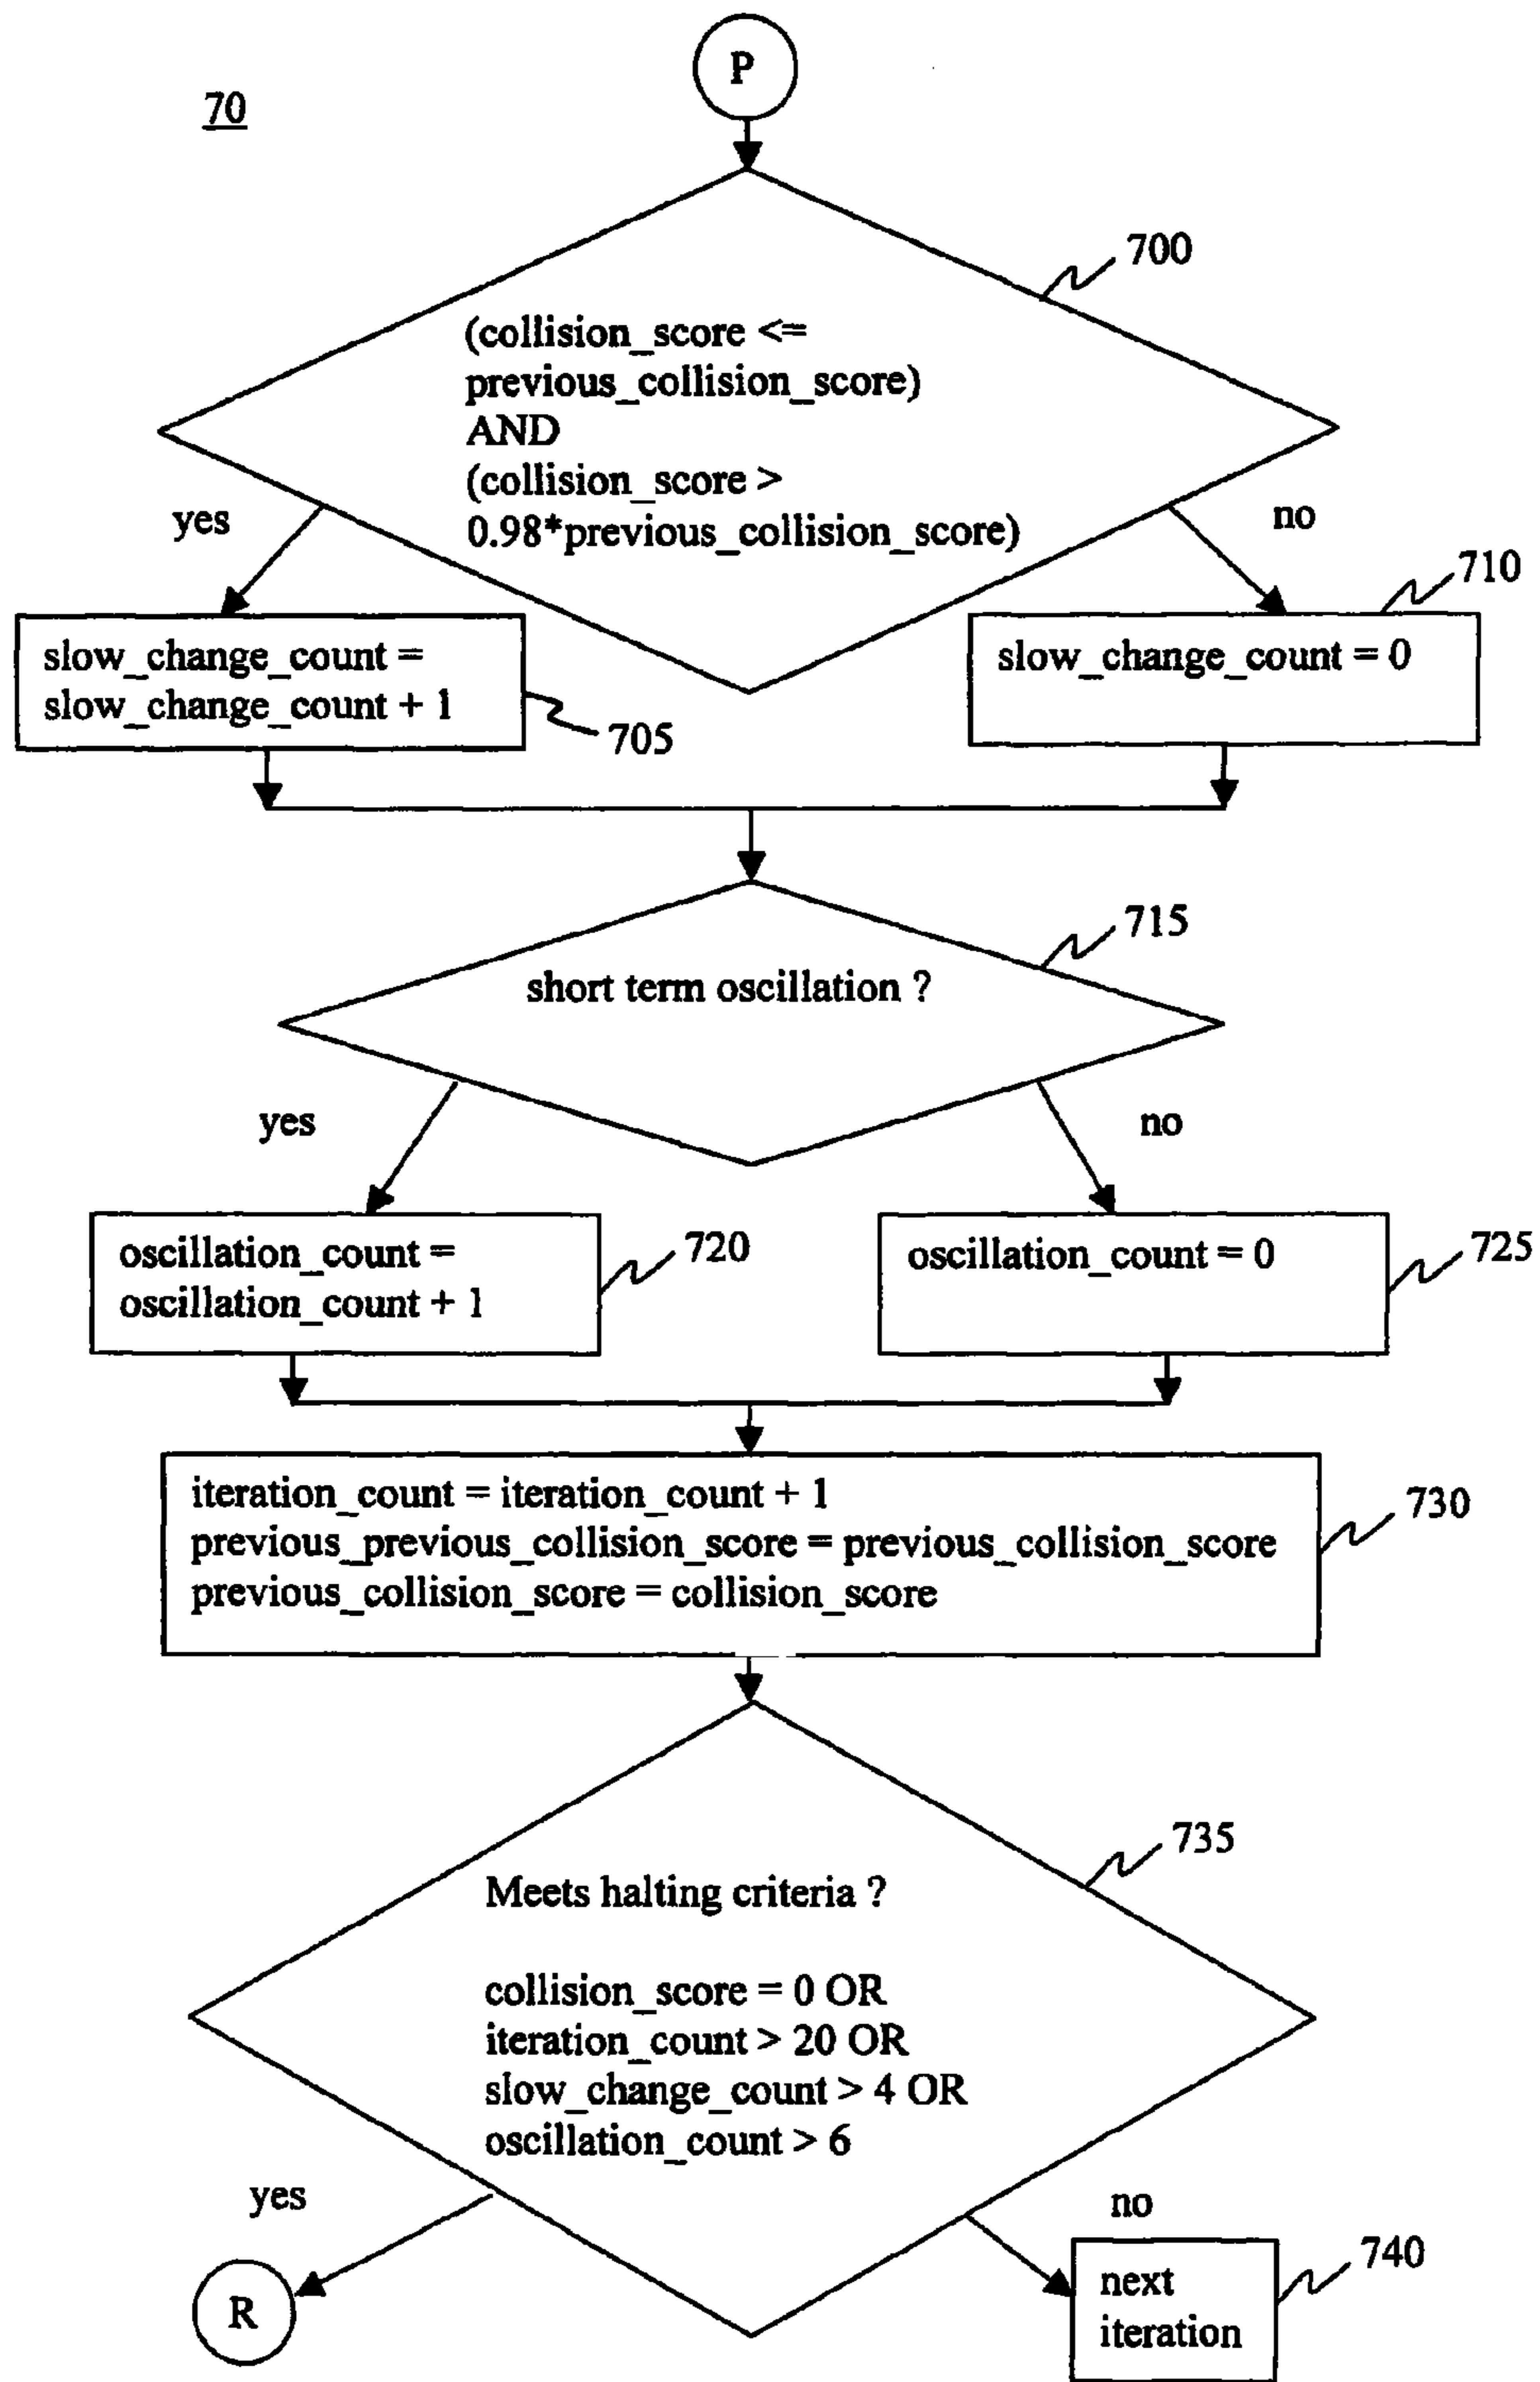 P
70
700
(collision_score <=
previous_collision_score)
AND
(collision_score >
0.98*previous_collision_score)
yes
no
710
slow_change_count =
slow_change_count + 1
705
slow_change_count = 0
715
short term oscillation ?
yes
no
oscillation_count =
oscillation_count + 1
720
oscillation_count = 0
725
iteration_count = iteration_count + 1
previous_previous_collision_score = previous_collision_score
previous_collision_score = collision_score
730
735
Meets halting criteria ?
collision_score = 0 OR
iteration_count > 20 OR
slow_change_count > 4 OR
oscillation_count > 6
yes
no
R
next
iteration
740